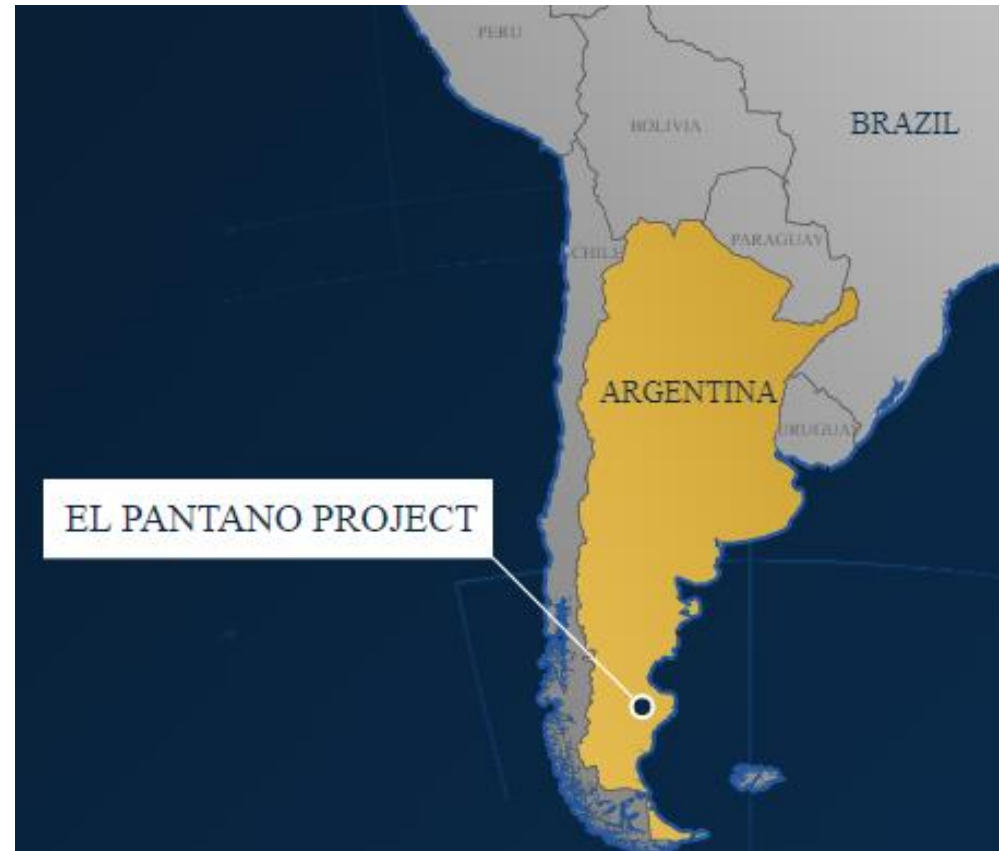 PERU
BOLIVIA
BRAZIL
PARAGUAY
CHILE
ARGENTINA
URUGUAY
EL PANTANO PROJECT